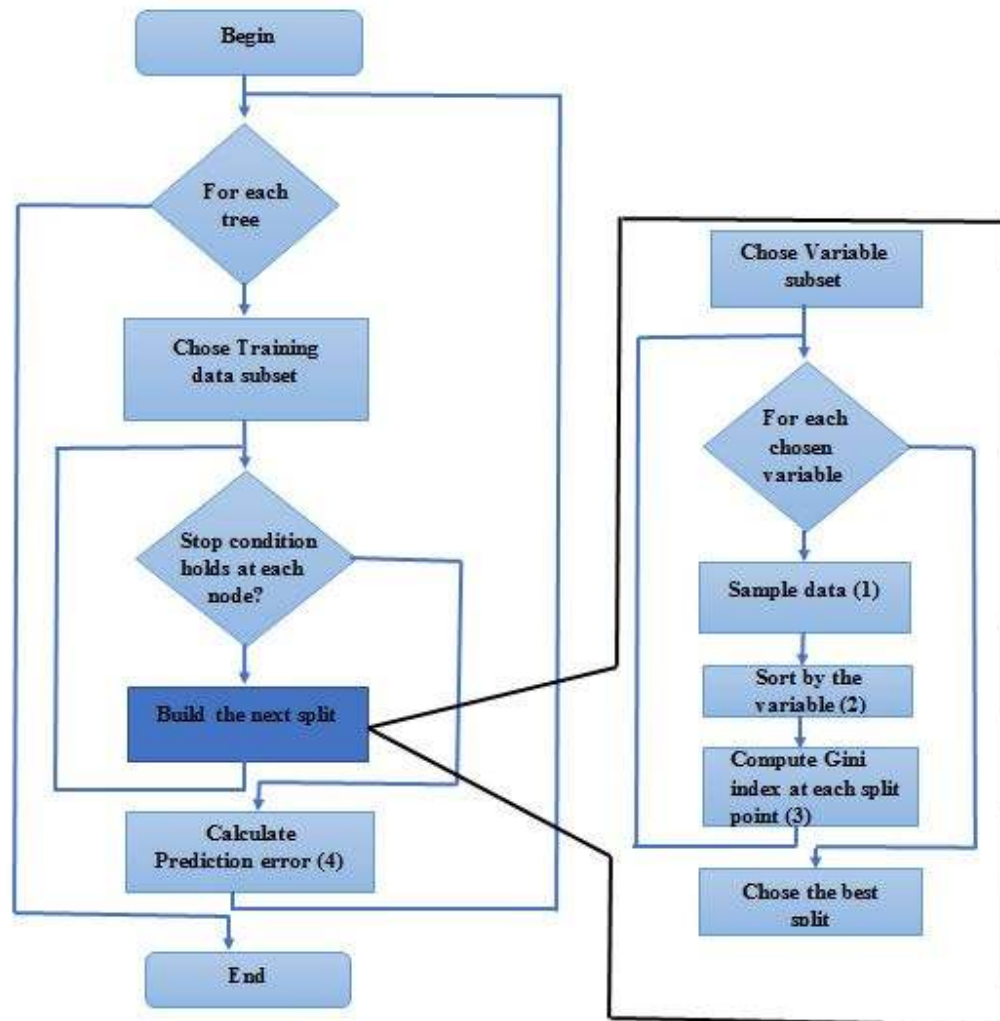 Begin
For each
tree
Chose Training
data subset
Stop condition
holds at each
node?
Build the next split
Calculate
Prediction error (4)
End
Chose Variable
subset
For each
chosen
variable
Sample data (1)
Sort by the
variable (2)
Compute Gini
index at each split
point (3)
Chose the best
split